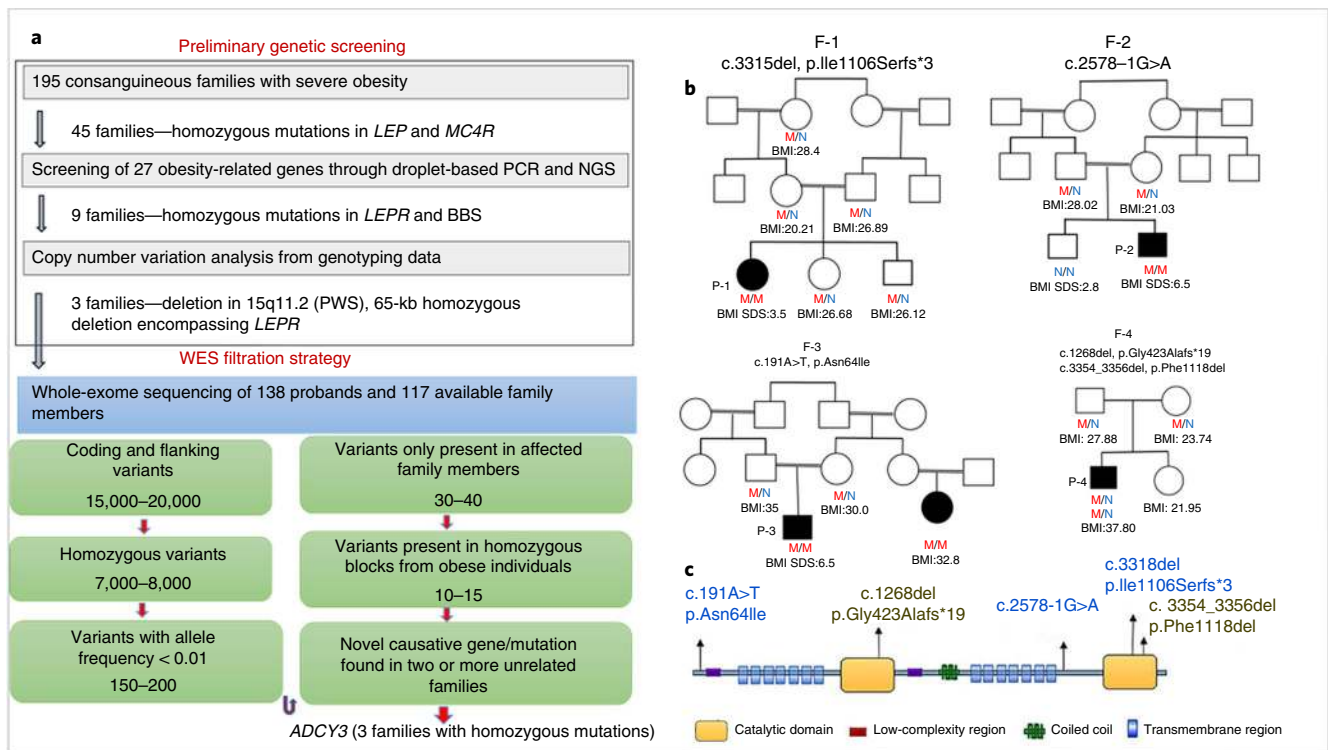 a
Preliminary genetic screening
195 consanguineous families with severe obesity
45 families—homozygous mutations in LEP and MC4R
Screening of 27 obesity-related genes through droplet-based PCR and NGS
9 families—homozygous mutations in LEPR and BBS
Copy number variation analysis from genotyping data
3 families—deletion in 15q11.2 (PWS), 65-kb homozygous
deletion encompassing LEPR
WES filtration strategy
Whole-exome sequencing of 138 probands and 117 available family
members
Coding and flanking
variants
15,000–20,000
Homozygous variants
7,000–8,000
Variants with allele
frequency < 0.01
150–200
Variants only present in affected
family members
30–40
Variants present in homozygous
blocks from obese individuals
10–15
Novel causative gene/mutation
found in two or more unrelated
families
ADCY3 (3 families with homozygous mutations)
b
F-1
c.3315del, p.Ile1106Serfs*3
M/N
BMI:28.4
M/N
BMI:20.21
M/N
BMI:26.89
P-1
M/M
BMI SDS:3.5
M/N
BMI:26.68
M/N
BMI:26.12
F-2
c.2578–1G>A
M/N
BMI:28.02
M/N
BMI:21.03
P-2
N/N
BMI SDS:2.8
M/M
BMI SDS:6.5
F-3
c.191A>T, p.Asn64Ile
M/N
BMI:35
M/N
BMI:30.0
P-3
M/M
BMI SDS:6.5
M/M
BMI:32.8
F-4
c.1268del, p.Gly423Alafs*19
c.3354_3356del, p.Phe1118del
M/N
BMI: 27.88
M/N
BMI: 23.74
P-4
M/N
M/N
BMI:37.80
BMI: 21.95
c
c.191A>T
p.Asn64Ile
c.1268del
p.Gly423Alafs*19
c.2578-1G>A
c.3318del
p.Ile1106Serfs*3
c. 3354_3356del
p.Phe1118del
Catalytic domain
Low-complexity region
Coiled coil
Transmembrane region